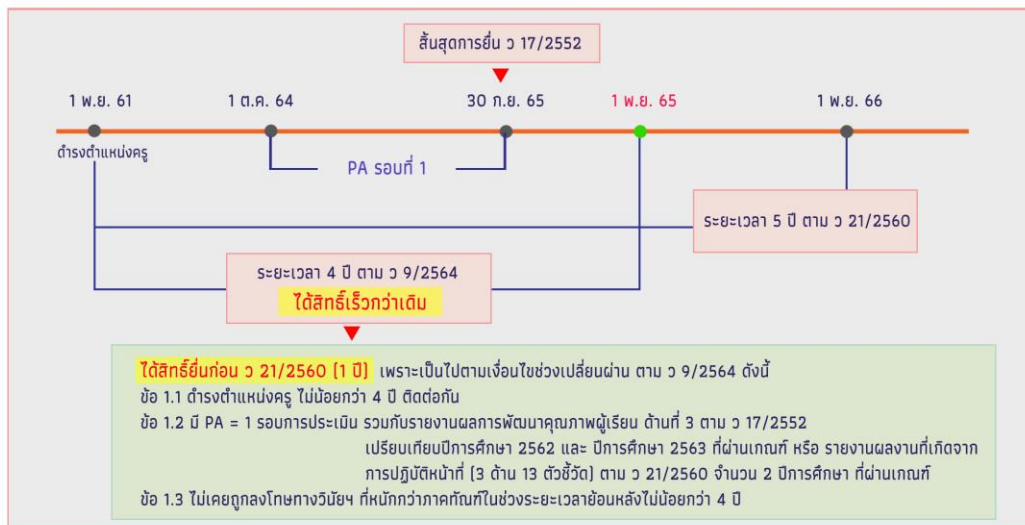 สิ้นสุดการยื่น ว 17/2552
1 พ.ย. 61
1 ต.ค. 64
30 ก.ย. 65
1 พ.ย. 65
1 พ.ย. 66
ดำรงตำแหน่งครู
PA รอบที่ 1
ระยะเวลา 5 ปี ตาม ว 21/2560
ระยะเวลา 4 ปี ตาม ว 9/2564
ได้สิทธิ์เร็วกว่าเดิม
ได้สิทธิ์ยื่นก่อน ว 21/2560 (1 ปี) เพราะเป็นไปตามเงื่อนไขช่วงเปลี่ยนผ่าน ตาม ว 9/2564 ดังนี้
ข้อ 1.1 ดำรงตำแหน่งครู ไม่น้อยกว่า 4 ปี ติดต่อกัน
ข้อ 1.2 มี PA = 1 รอบการประเมิน รวมกับรายงานผลการพัฒนาคุณภาพผู้เรียน ด้านที่ 3 ตาม ว 17/2552
เปรียบเทียบปีการศึกษา 2562 และ ปีการศึกษา 2563 ที่ผ่านเกณฑ์ หรือ รายงานผลงานที่เกิดจาก
การปฏิบัติหน้าที่ (3 ด้าน 13 ตัวชี้วัด) ตาม ว 21/2560 จำนวน 2 ปีการศึกษา ที่ผ่านเกณฑ์
ข้อ 1.3 ไม่เคยถูกลงโทษทางวินัยฯ ที่หนักกว่าภาคทัณฑ์ในช่วงระยะเวลาย้อนหลังไม่น้อยกว่า 4 ปี